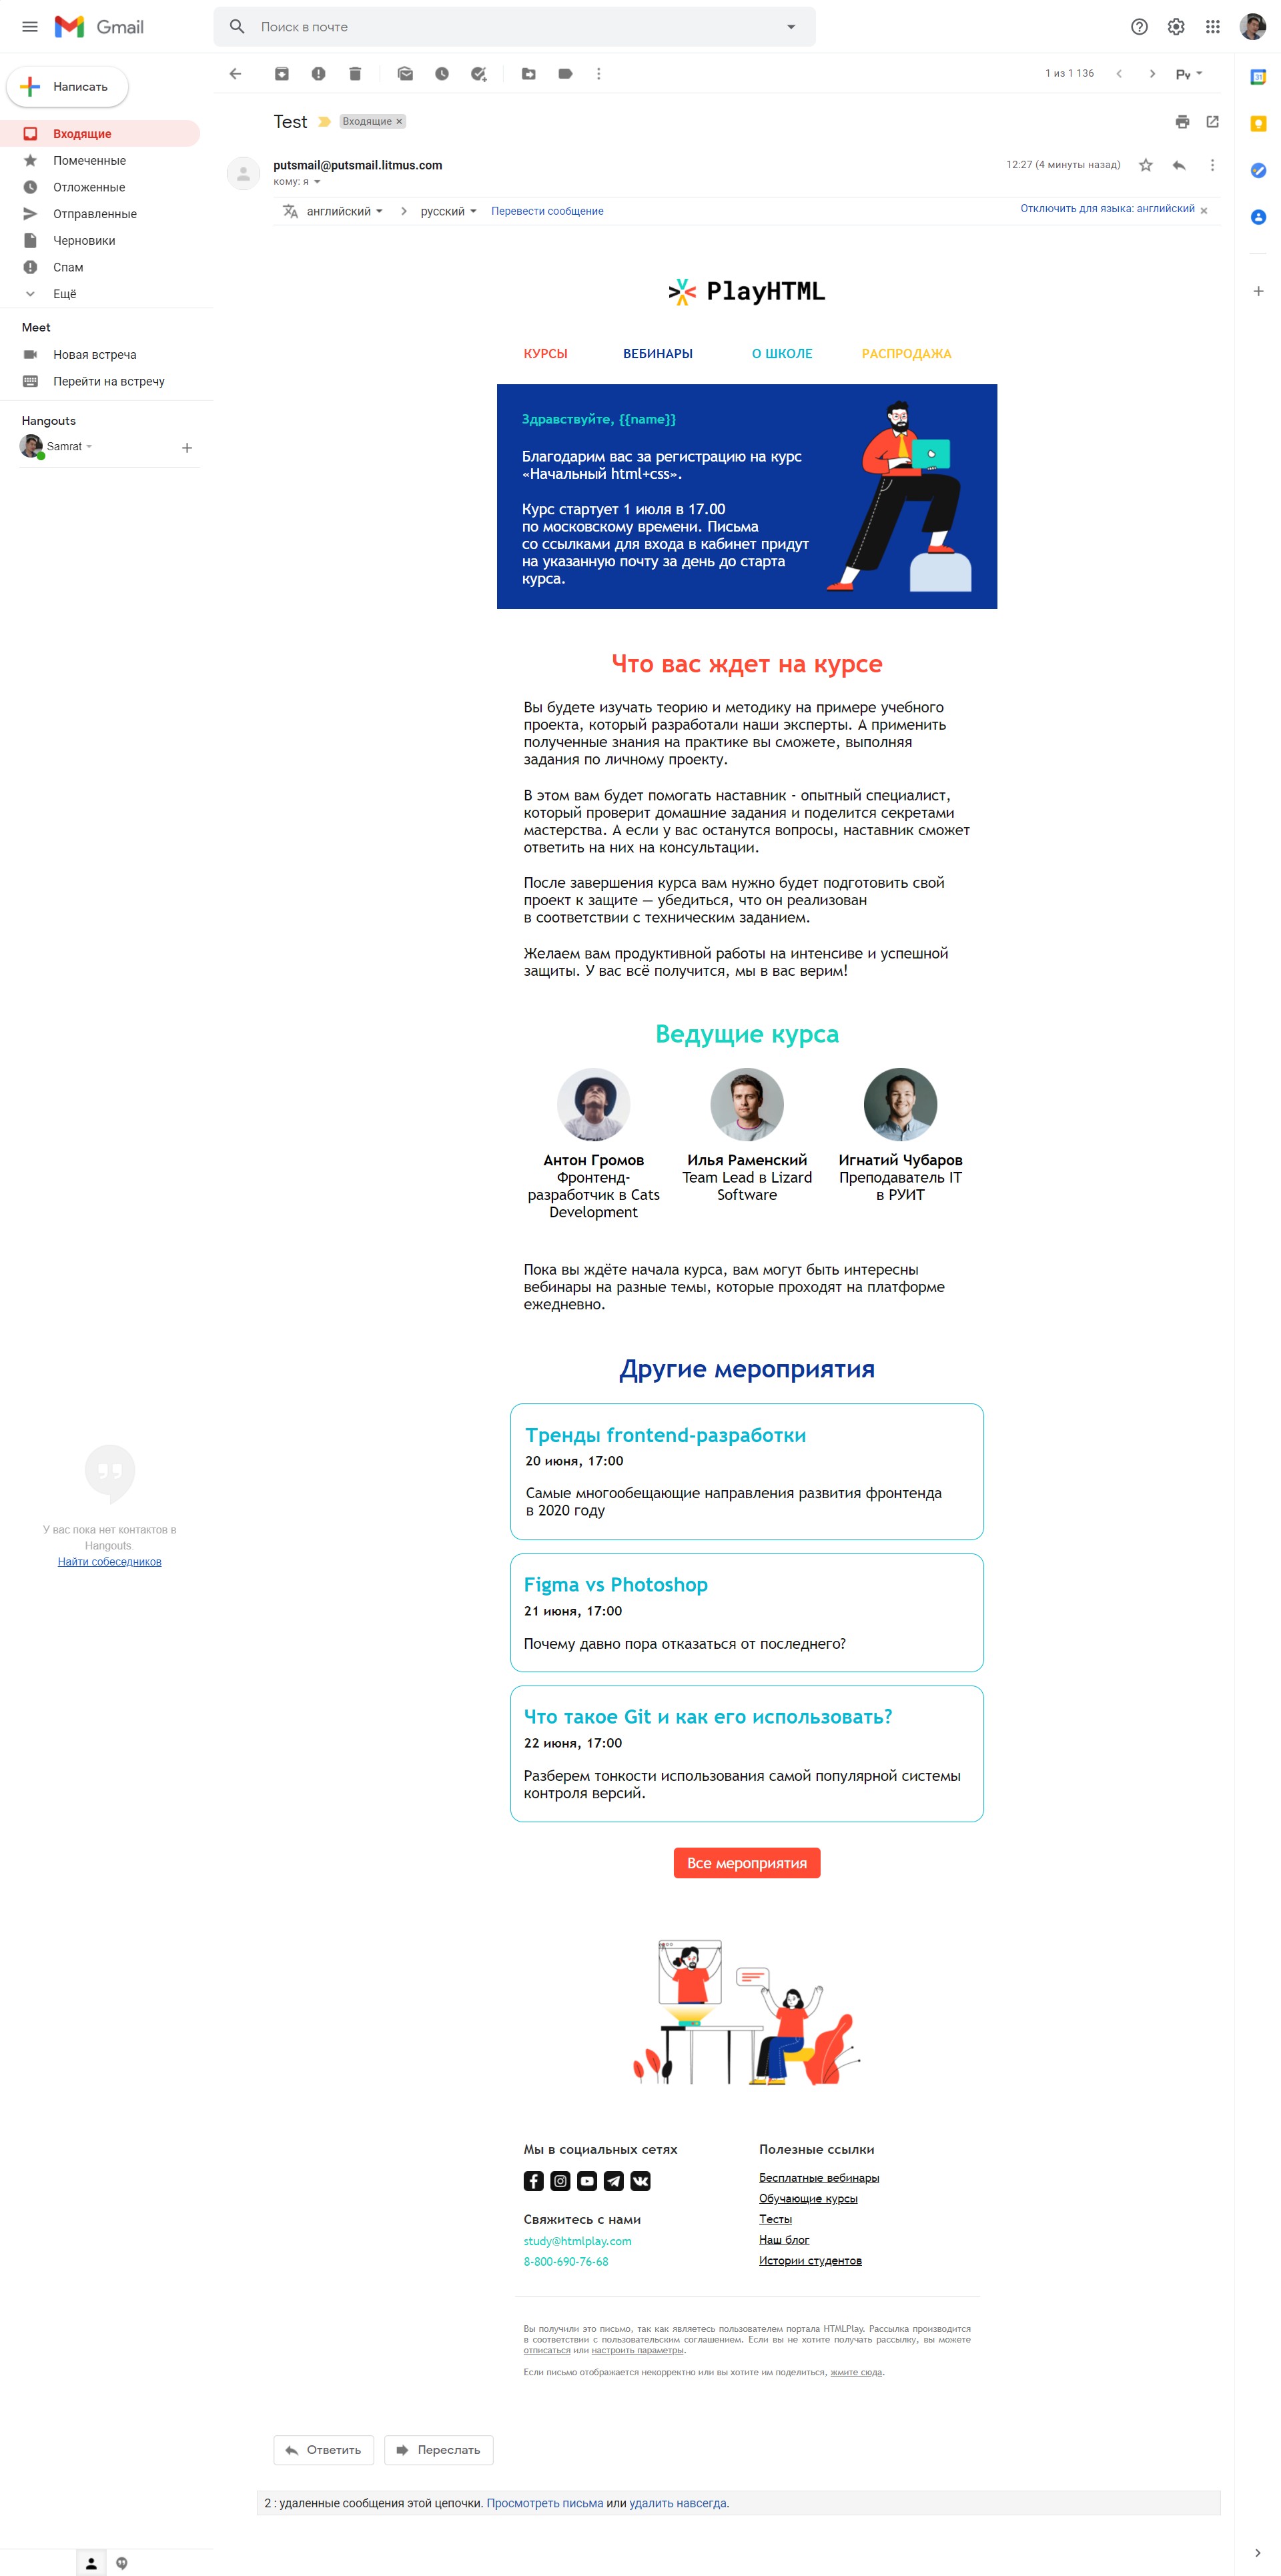 Gmail
Поиск в почте
Написать
1 из 1 136
Входящие
Помеченные
Отложенные
Отправленные
Черновики
Спам
Ещё
Meet
Новая встреча
Перейти на встречу
Hangouts
Samrat
У вас пока нет контактов в
Hangouts.
Найти собеседников
Test
Входящие ×
putsmail@putsmail.litmus.com
12:27 (4 минуты назад)
кому: я
английский
русский
Перевести сообщение
Отключить для языка: английский ×
PlayHTML
КУРСЫ
ВЕБИНАРЫ
О ШКОЛЕ
РАСПРОДАЖА
Здравствуйте, {{name}}
Благодарим вас за регистрацию на курс
«Начальный html+css».
Курс стартует 1 июля в 17.00
по московскому времени. Письма
со ссылками для входа в кабинет придут
на указанную почту за день до старта
курса.
Что вас ждет на курсе
Вы будете изучать теорию и методику на примере учебного
проекта, который разработали наши эксперты. А применить
полученные знания на практике вы сможете, выполняя
задания по личному проекту.
В этом вам будет помогать наставник - опытный специалист,
который проверит домашние задания и поделится секретами
мастерства. А если у вас останутся вопросы, наставник сможет
ответить на них на консультации.
После завершения курса вам нужно будет подготовить свой
проект к защите — убедиться, что он реализован
в соответствии с техническим заданием.
Желаем вам продуктивной работы на интенсиве и успешной
защиты. У вас всё получится, мы в вас верим!
Ведущие курса
Антон Громов
Фронтенд-
разработчик в Cats
Development
Илья Раменский
Team Lead в Lizard
Software
Игнатий Чубаров
Преподаватель IT
в РУИТ
Пока вы ждёте начала курса, вам могут быть интересны
вебинары на разные темы, которые проходят на платформе
ежедневно.
Другие мероприятия
Тренды frontend-разработки
20 июня, 17:00
Самые многообещающие направления развития фронтенда
в 2020 году
Figma vs Photoshop
21 июня, 17:00
Почему давно пора отказаться от последнего?
Что такое Git и как его использовать?
22 июня, 17:00
Разберем тонкости использования самой популярной системы
контроля версий.
Все мероприятия
Мы в социальных сетях
Свяжитесь с нами
study@htmlplay.com
8-800-690-76-68
Полезные ссылки
Бесплатные вебинары
Обучающие курсы
Тесты
Наш блог
Истории студентов
Вы получили это письмо, так как являетесь пользователем портала HTMLPlay. Рассылка производится
в соответствии с пользовательским соглашением. Если вы не хотите получать рассылку, вы можете
отписаться или настроить параметры.
Если письмо отображается некорректно или вы хотите им поделиться, жмите сюда.
Ответить
Переслать
2 : удаленные сообщения этой цепочки. Просмотреть письма или удалить навсегда.